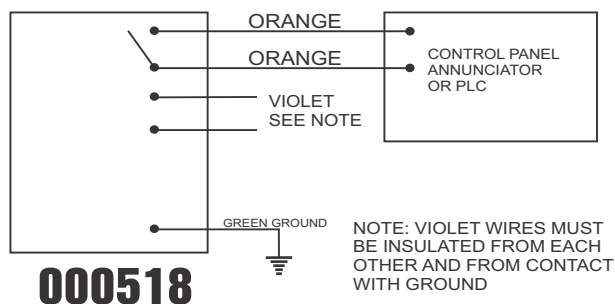 ORANGE
ORANGE
CONTROL PANEL
ANNUNCIATOR
OR PLC
VIOLET
SEE NOTE
GREEN GROUND
NOTE: VIOLET WIRES MUST
BE INSULATED FROM EACH
OTHER AND FROM CONTACT
WITH GROUND
000518